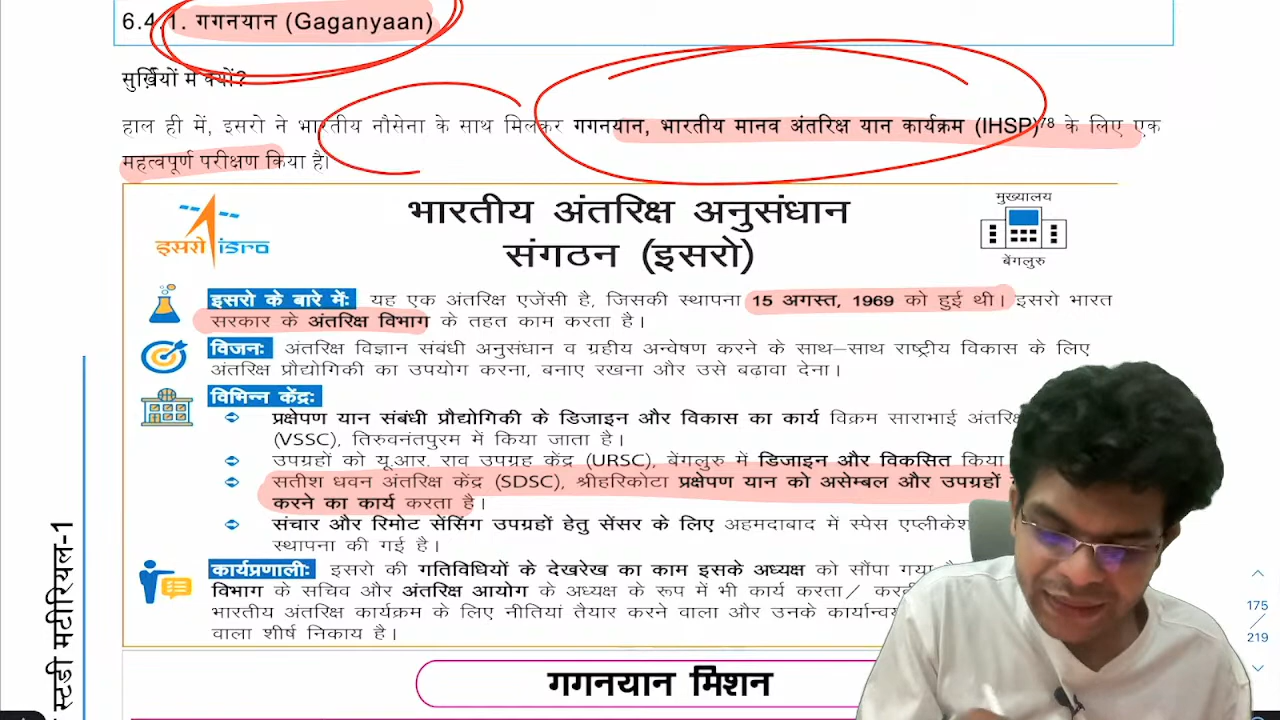 6.4.1. गगनयान (Gaganyaan)
सुर्ख़ियों में क्यों?
हाल ही में, इसरो ने भारतीय नौसेना के साथ मिलकर गगनयान, भारतीय मानव अंतरिक्ष यान कार्यक्रम (IHSP)78 के लिए एक
महत्वपूर्ण परीक्षण किया है।
भारतीय अंतरिक्ष अनुसंधान
संगठन (इसरो)
इसरो isro
मुख्यालय
बेंगलुरु
इसरो के बारे में: यह एक अंतरिक्ष एजेंसी है, जिसकी स्थापना 15 अगस्त, 1969 को हुई थी। इसरो भारत
सरकार के अंतरिक्ष विभाग के तहत काम करता है।
विजन: अंतरिक्ष विज्ञान संबंधी अनुसंधान व ग्रहीय अन्वेषण करने के साथ–साथ राष्ट्रीय विकास के लिए
अंतरिक्ष प्रौद्योगिकी का उपयोग करना, बनाए रखना और उसे बढ़ावा देना।
विभिन्न केंद्र:
प्रक्षेपण यान संबंधी प्रौद्योगिकी के डिजाइन और विकास का कार्य विक्रम साराभाई
(VSSC), तिरुवनंतपुरम में किया जाता है।
उपग्रहों को यू.आर. राव उपग्रह केंद्र (URSC), बेंगलुरु में डिजाइन और विकसित किया
सतीश धवन अंतरिक्ष केंद्र (SDSC), श्रीहरिकोटा प्रक्षेपण यान को असेम्बल और उपग्रहों
करने का कार्य करता है।
संचार और रिमोट सेंसिंग उपग्रहों हेतु सेंसर के लिए अहमदाबाद में स्पेस
स्थापना की गई है।
कार्यप्रणाली: इसरो की गतिविधियों के देखरेख का काम इसके अध्यक्ष को सौंपा गया
विभाग के सचिव और अंतरिक्ष आयोग के अध्यक्ष के रूप में भी कार्य करता/
भारतीय अंतरिक्ष कार्यक्रम के लिए नीतियां तैयार करने वाला और उनके
वाला शीर्ष निकाय है।
गगनयान मिशन
स्टडी मटीरियल-1
175
/
219